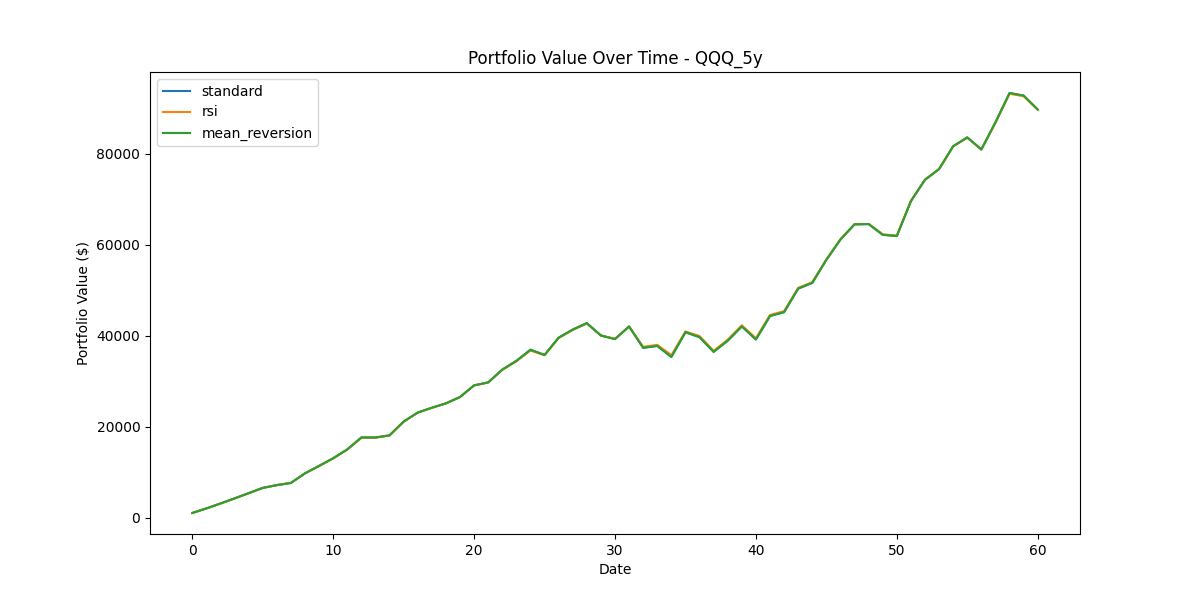 Portfolio Value Over Time - QQQ_5y
standard
rsi
mean_reversion
Portfolio Value ($)
80000
60000
40000
20000
0
0 10 20 30 40 50 60
Date